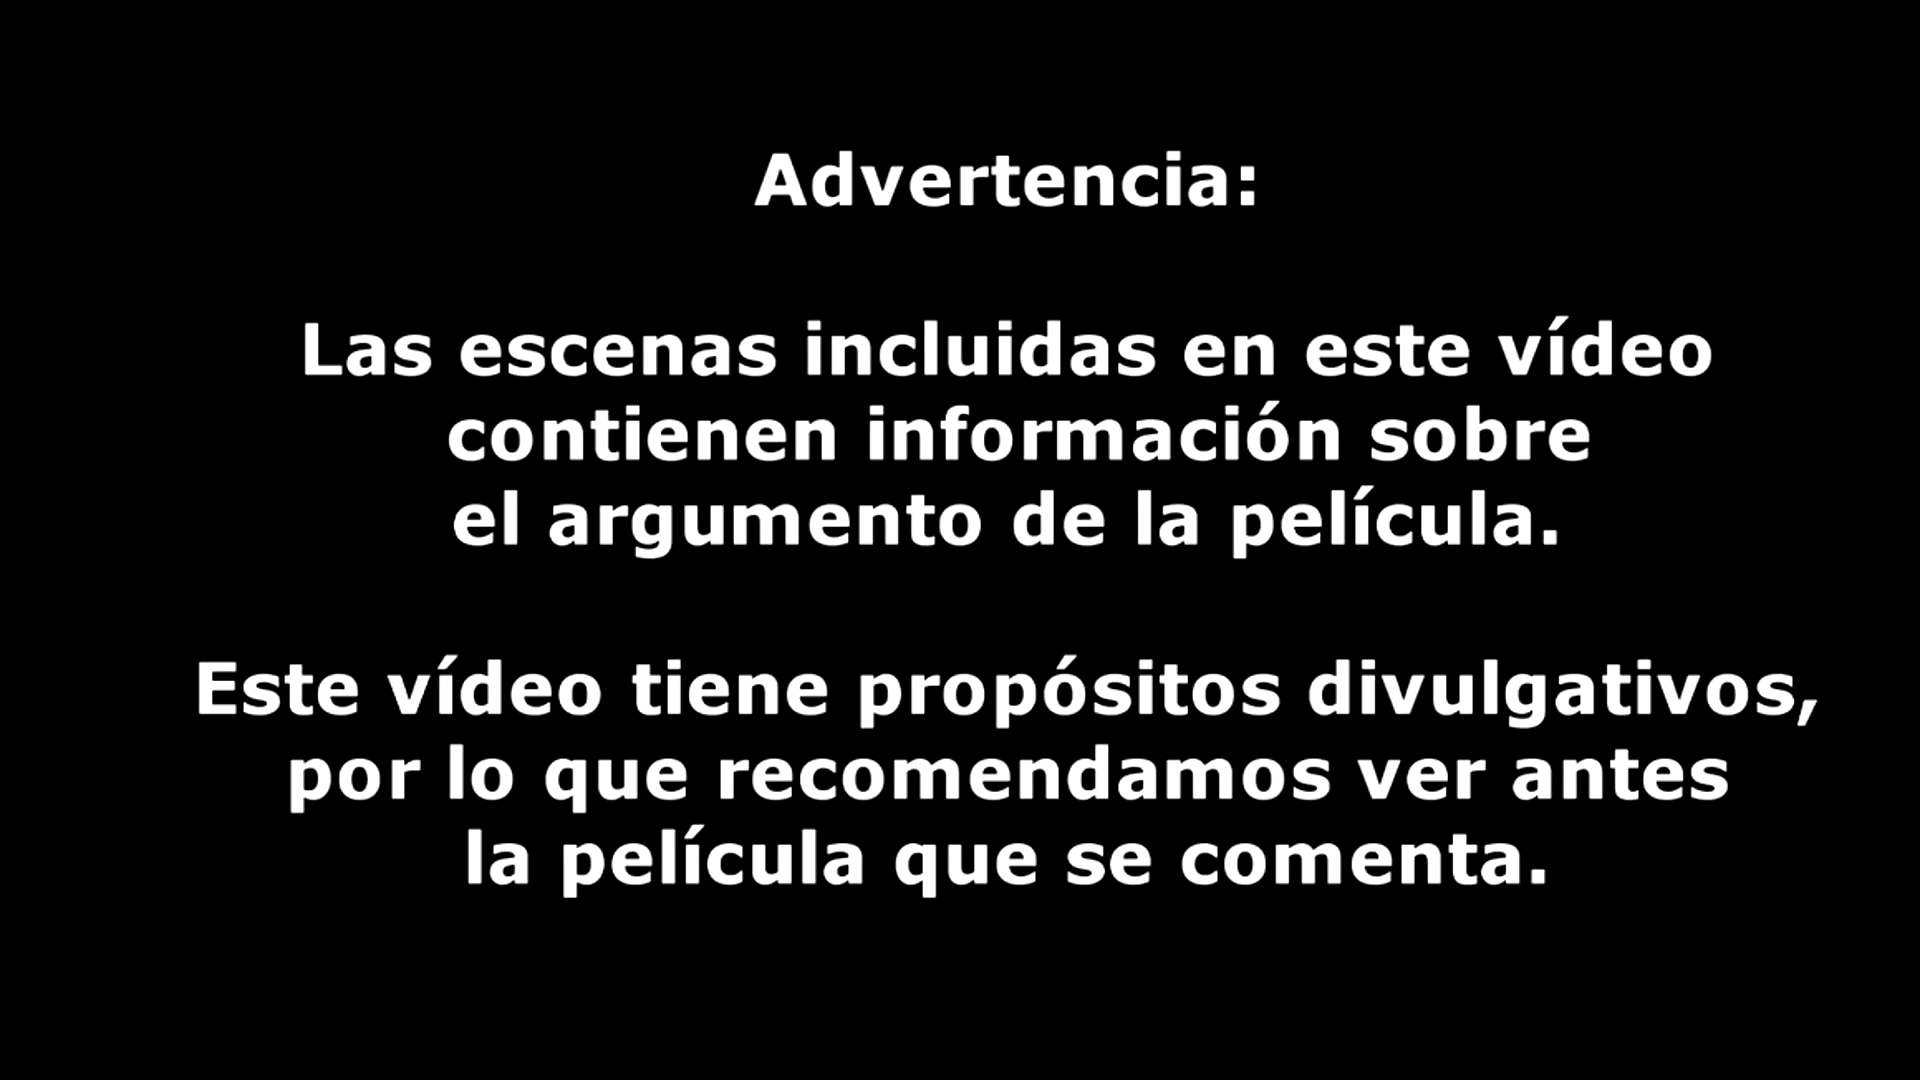 Advertencia:
Las escenas incluidas en este vídeo
contienen información sobre
el argumento de la película.
Este vídeo tiene propósitos divulgativos,
por lo que recomendamos ver antes
la película que se comenta.